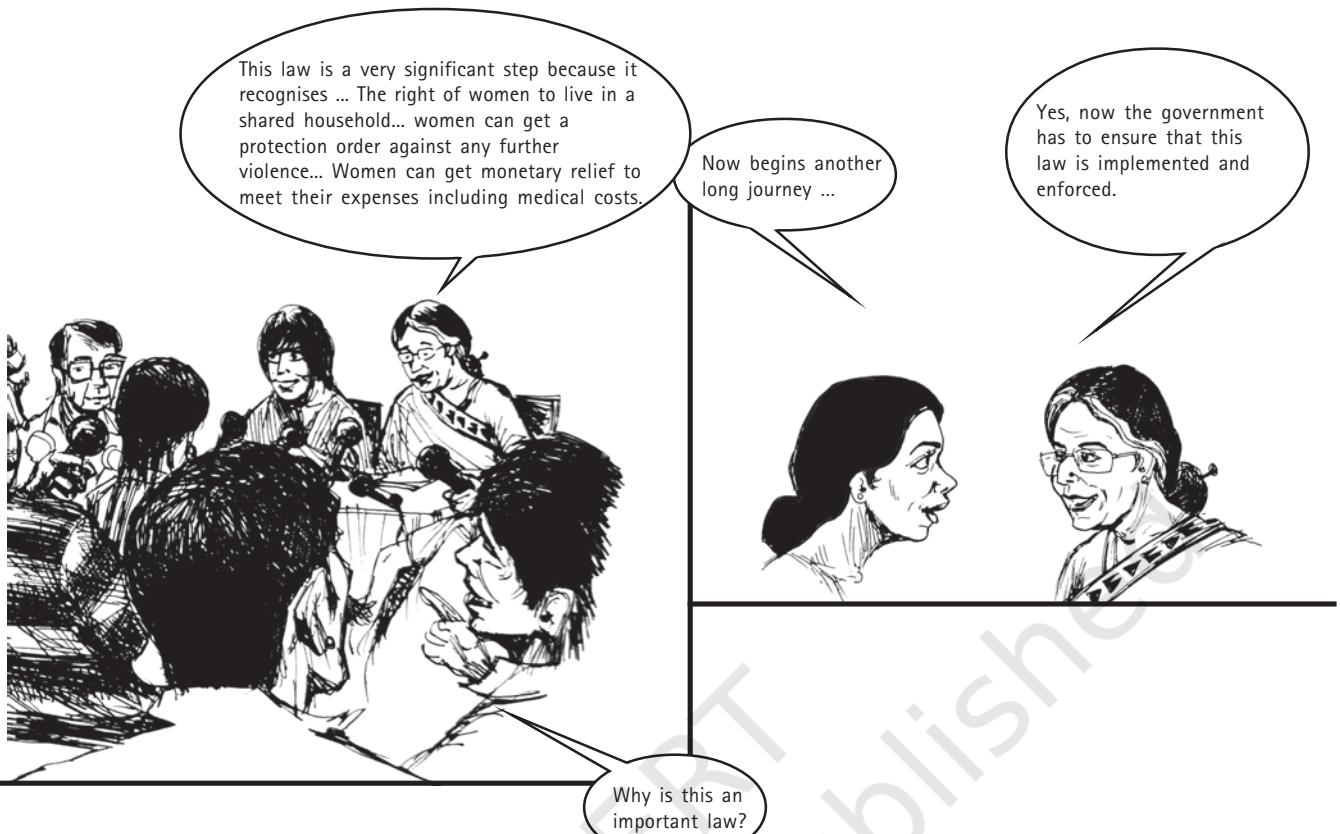 This law is a very significant step because it
recognises ... The right of women to live in a
shared household... women can get a
protection order against any further
violence... Women can get monetary relief to
meet their expenses including medical costs.
Now begins another
long journey ...
Yes, now the government
has to ensure that this
law is implemented and
enforced.
Why is this an
important law?